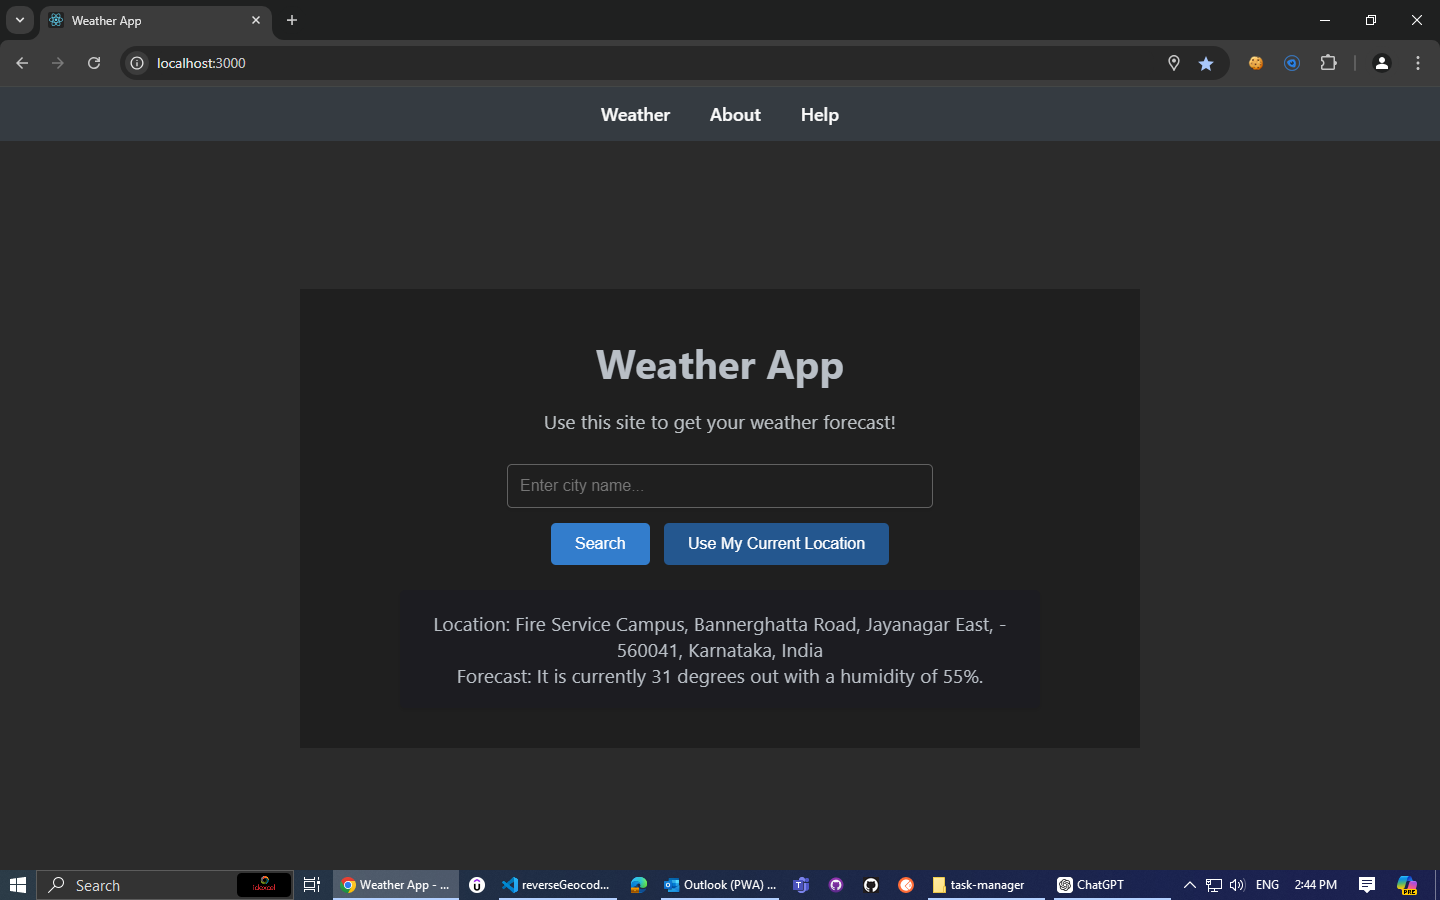 Weather App
localhost:3000
Weather About Help
Weather App
Use this site to get your weather forecast!
Enter city name...
Search Use My Current Location
Location: Fire Service Campus, Bannerghatta Road, Jayanagar East, -
560041, Karnataka, India
Forecast: It is currently 31 degrees out with a humidity of 55%.
Search idexcel Weather App - ... reverseGeocod... Outlook (PWA) ... task-manager ChatGPT ENG 2:44 PM PRE